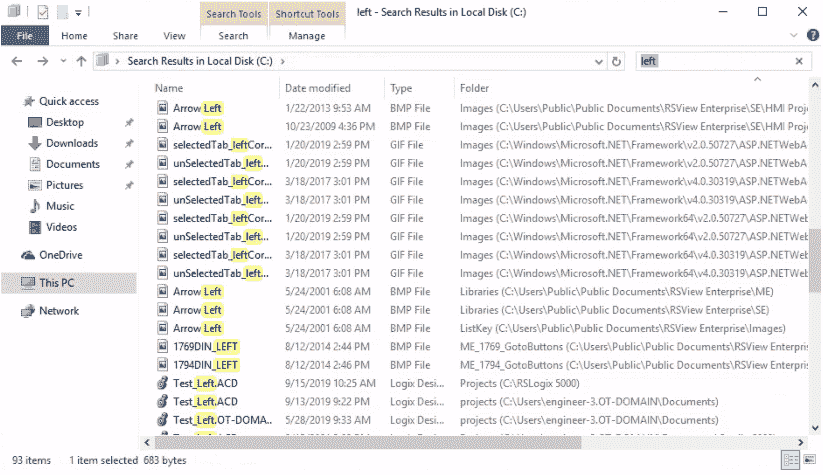 Search Tools Shortcut Tools left - Search Results in Local Disk (C:)
File Home Share View Search Manage
Search Results in Local Disk (C:) left
Name Date modified Type Folder
Quick access
Desktop
Downloads
Documents
Pictures
Music
Videos
OneDrive
This PC
Network
Arrow Left 1/22/2013 9:53 AM BMP File Images (C:\Users\Public\Public Documents\RSView Enterprise\SE\HMI Proje
Arrow Left 10/23/2009 4:36 PM BMP File Images (C:\Users\Public\Public Documents\RSView Enterprise\SE\HMI Proje
selectedTab_leftCor... 1/20/2019 2:59 PM GIF File Images (C:\Windows\Microsoft.NET\Framework\v2.0.50727\ASP.NETWebA
unSelectedTab_left... 1/20/2019 2:59 PM GIF File Images (C:\Windows\Microsoft.NET\Framework\v2.0.50727\ASP.NETWebA
selectedTab_leftCor... 3/18/2017 3:01 PM GIF File Images (C:\Windows\Microsoft.NET\Framework\v4.0.30319\ASP.NETWebA
unSelectedTab_left... 3/18/2017 3:01 PM GIF File Images (C:\Windows\Microsoft.NET\Framework\v4.0.30319\ASP.NETWebA
selectedTab_leftCor... 1/20/2019 2:59 PM GIF File Images (C:\Windows\Microsoft.NET\Framework64\v2.0.50727\ASP.NETWeb
unSelectedTab_left... 1/20/2019 2:59 PM GIF File Images (C:\Windows\Microsoft.NET\Framework64\v2.0.50727\ASP.NETWeb
selectedTab_leftCor... 3/18/2017 3:01 PM GIF File Images (C:\Windows\Microsoft.NET\Framework64\v4.0.30319\ASP.NETWeb
unSelectedTab_left... 3/18/2017 3:01 PM GIF File Images (C:\Windows\Microsoft.NET\Framework64\v4.0.30319\ASP.NETWeb
Arrow Left 5/24/2001 6:08 AM BMP File Libraries (C:\Users\Public\Public Documents\RSView Enterprise\ME)
Arrow Left 5/24/2001 6:08 AM BMP File Libraries (C:\Users\Public\Public Documents\RSView Enterprise\SE)
Arrow Left 5/24/2001 6:08 AM BMP File ListKey (C:\Users\Public\Public Documents\RSView Enterprise\Images)
1769DIN_LEFT 8/12/2014 2:44 PM BMP File ME_1769_GotoButtons (C:\Users\Public\Public Documents\RSView Enterpris
1794DIN_LEFT 8/12/2014 2:46 PM BMP File ME_1794_GotoButtons (C:\Users\Public\Public Documents\RSView Enterpris
Test_Left.ACD 9/15/2019 10:25 AM Logix Desi... Projects (C:\RSLogix 5000)
Test_Left.ACD 9/13/2019 9:22 PM Logix Desi... projects (C:\Users\engineer-3.OT-DOMAIN\Documents)
Test_Left.OT-DOMA... 5/28/2019 9:33 AM Logix Desi... projects (C:\Users\engineer-3.OT-DOMAIN\Documents)
93 items 1 item selected 683 bytes